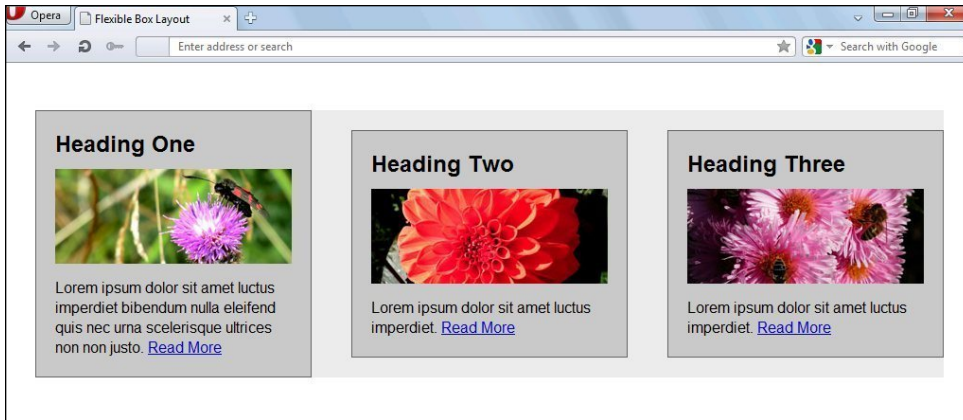 Opera
Flexible Box Layout
Enter address or search
Search with Google
Heading One
Lorem ipsum dolor sit amet luctus
imperdiet bibendum nulla eleifend
quis nec urna scelerisque ultrices
non non justo. Read More
Heading Two
Lorem ipsum dolor sit amet luctus
imperdiet. Read More
Heading Three
Lorem ipsum dolor sit amet luctus
imperdiet. Read More